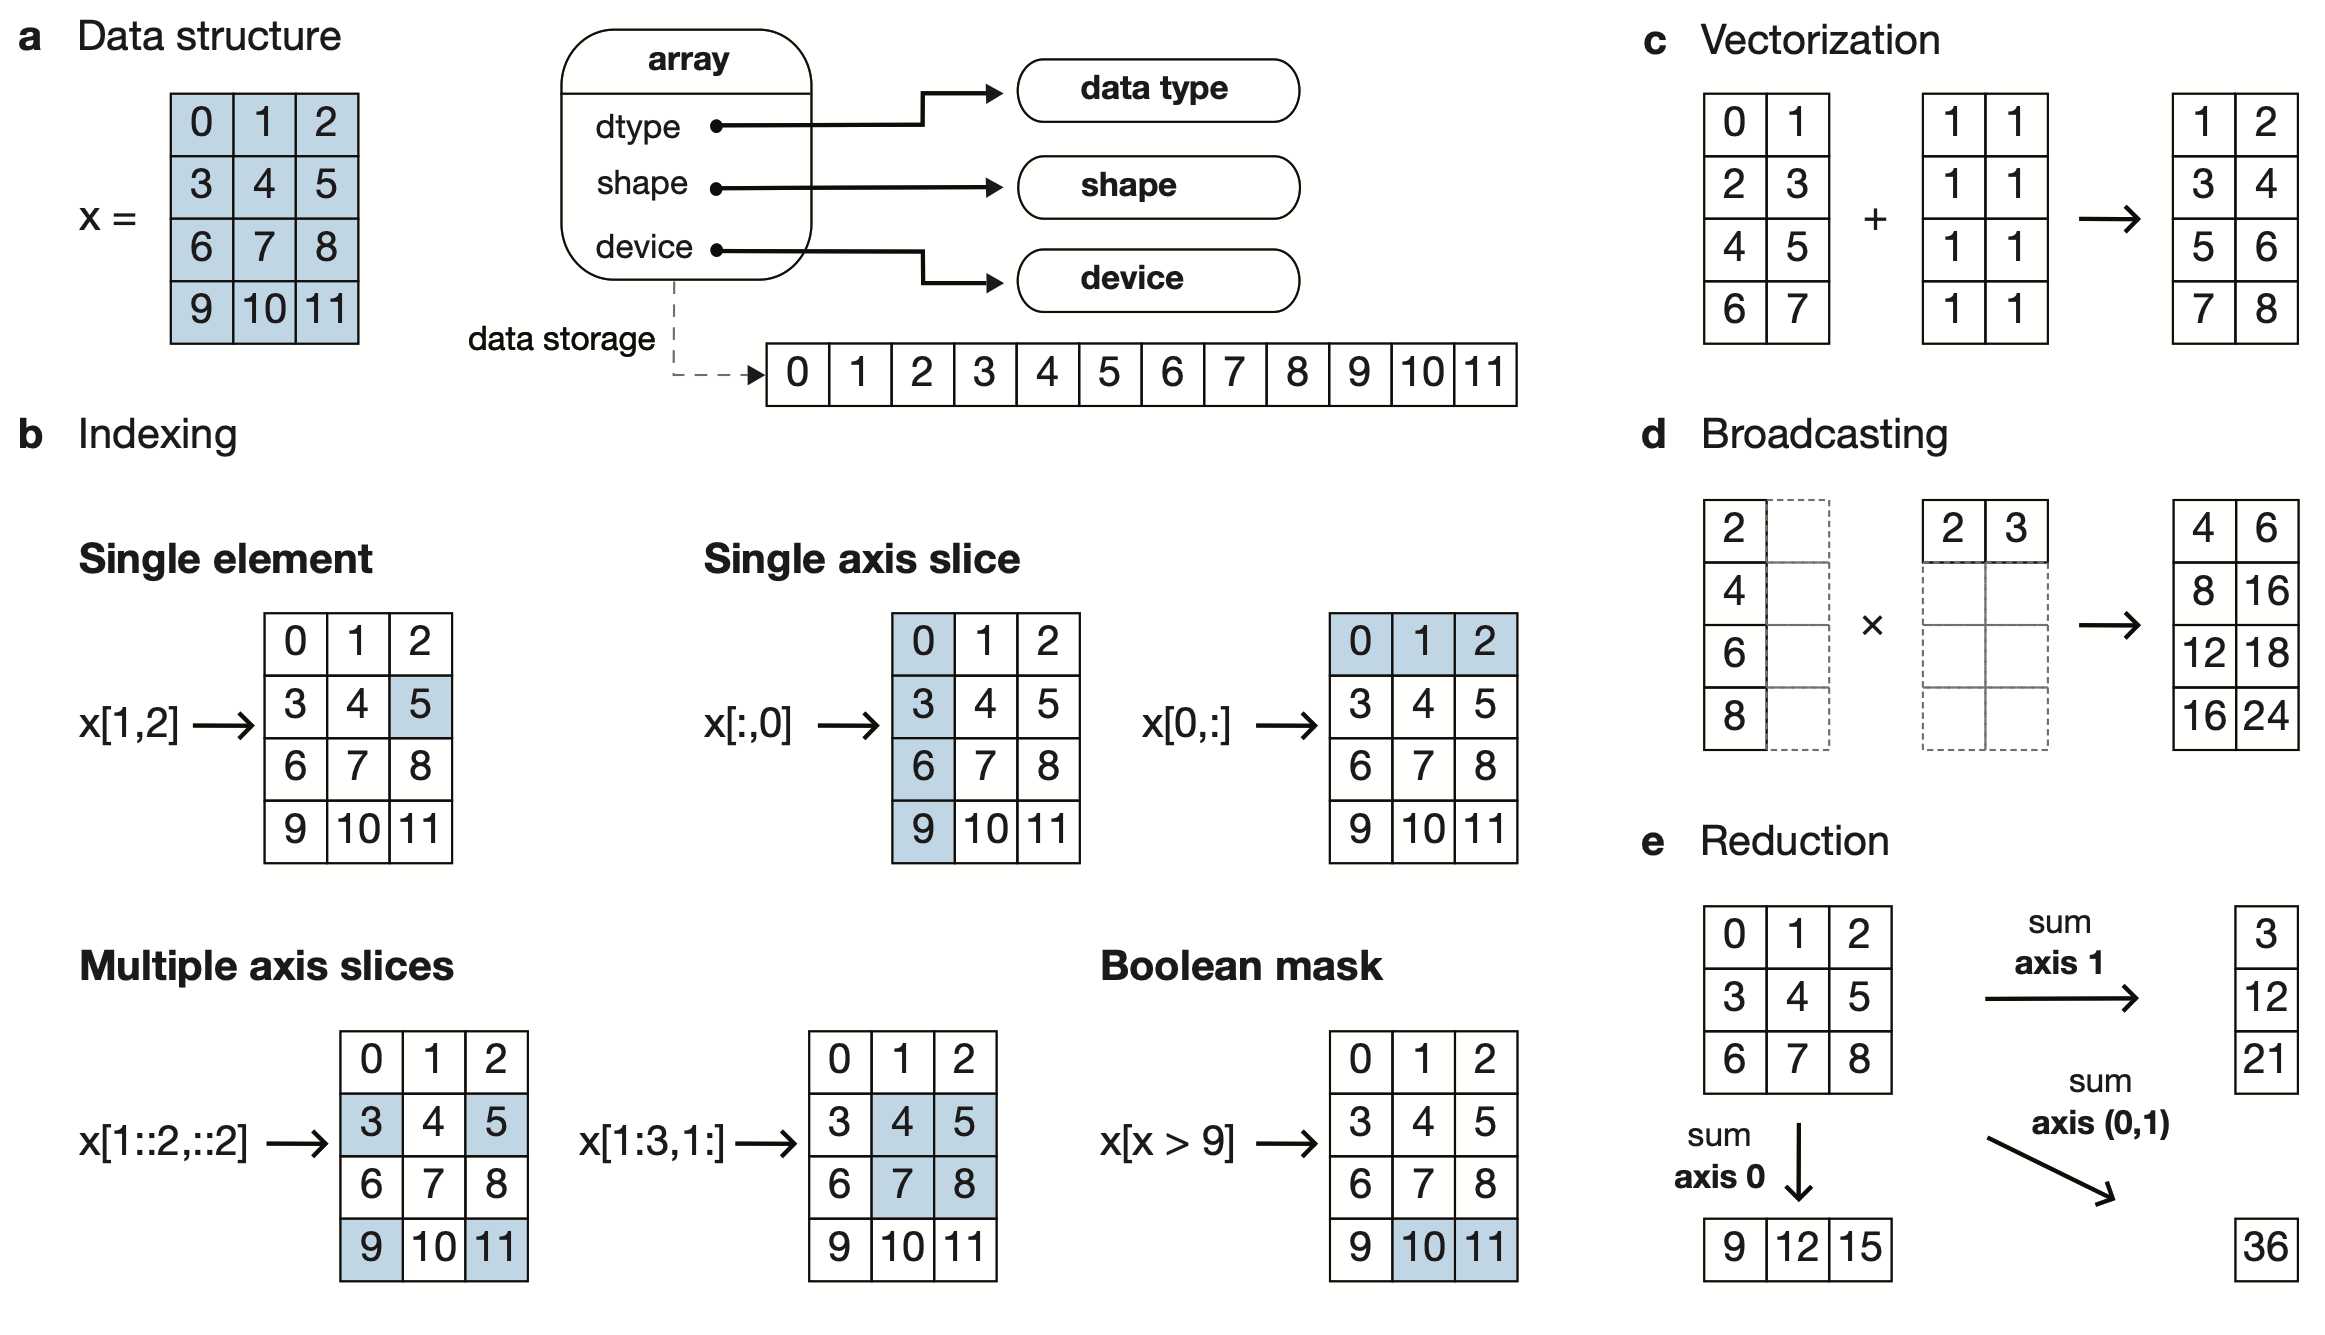 a Data structure
x =
0 1 2
3 4 5
6 7 8
9 10 11
array
dtype
shape
device
data type
shape
device
data storage
0 1 2 3 4 5 6 7 8 9 10 11
b Indexing
Single element
x[1,2]
0 1 2
3 4 5
6 7 8
9 10 11
Single axis slice
x[:,0]
0 1 2
3 4 5
6 7 8
9 10 11
x[0,:]
0 1 2
3 4 5
6 7 8
9 10 11
Multiple axis slices
x[1::2,::2]
0 1 2
3 4 5
6 7 8
9 10 11
x[1:3,1:]
0 1 2
3 4 5
6 7 8
9 10 11
Boolean mask
x[x > 9]
0 1 2
3 4 5
6 7 8
9 10 11
c Vectorization
0 1
2 3
4 5
6 7
+
1 1
1 1
1 1
1 1
1 2
3 4
5 6
7 8
d Broadcasting
2
4
6
8
×
2 3
4 6
8 16
12 18
16 24
e Reduction
0 1 2
3 4 5
6 7 8
sum
axis 1
3
12
21
sum
axis (0,1)
36
sum
axis 0
9 12 15